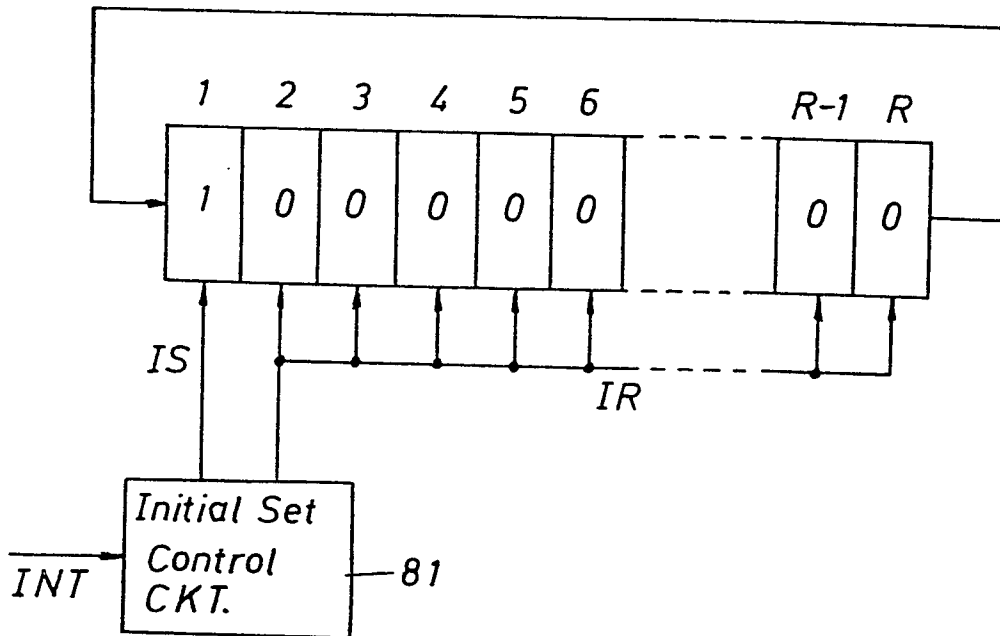 1 2 3 4 5 6 R-1 R
1 0 0 0 0 0 0 0
IS
IR
Initial Set
Control
CKT.
81
INT